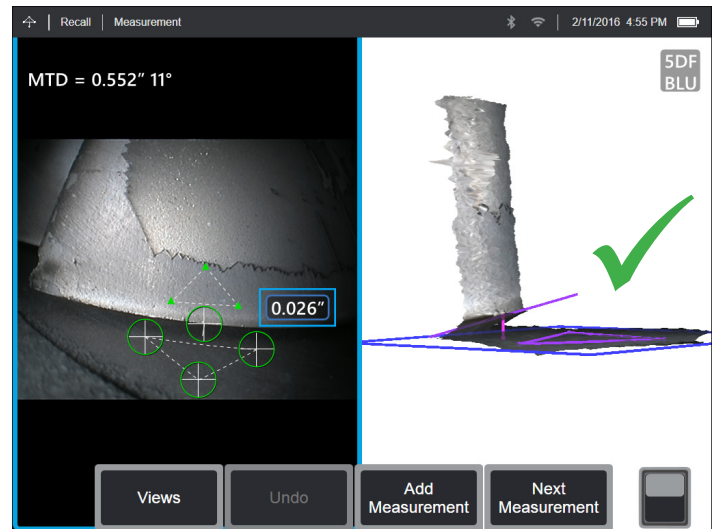 Recall
Measurement
2/11/2016 4:55 PM
MTD = 0.552" 11°
5DF
BLU
0.026"
Views
Undo
Add
Measurement
Next
Measurement